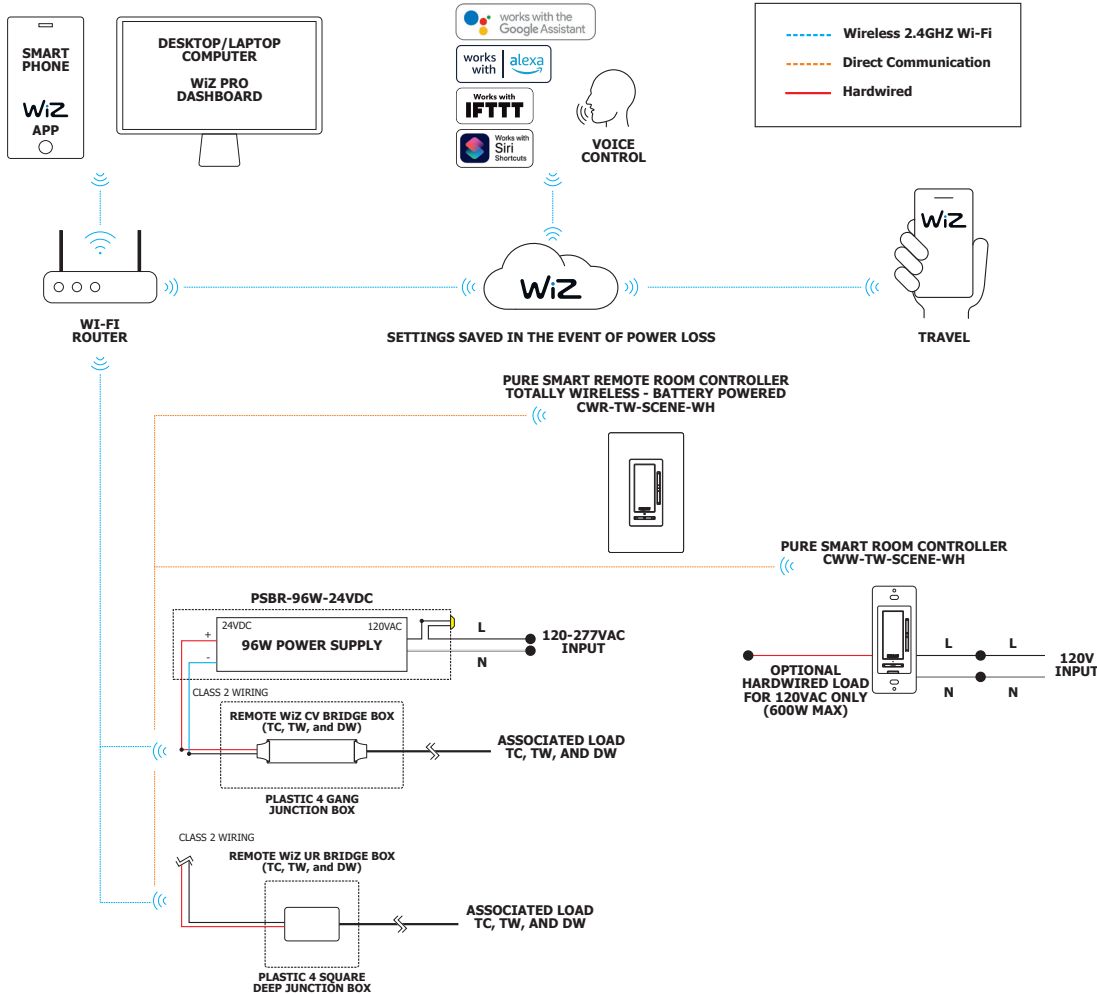 SMART
PHONE
WiZ
APP
DESKTOP/LAPTOP
COMPUTER
WiZ PRO
DASHBOARD
works with the
Google Assistant
works
with
alexa
Works with
IFTTT
Works with
Siri
Shortcuts
VOICE
CONTROL
Wireless 2.4GHZ Wi-Fi
Direct Communication
Hardwired
WI-FI
ROUTER
WiZ
SETTINGS SAVED IN THE EVENT OF POWER LOSS
WiZ
TRAVEL
PURE SMART REMOTE ROOM CONTROLLER
TOTALLY WIRELESS - BATTERY POWERED
CWR-TW-SCENE-WH
PURE SMART ROOM CONTROLLER
CWW-TW-SCENE-WH
PSBR-96W-24VDC
24VDC
120VAC
96W POWER SUPPLY
+
-
L
N
120-277VAC
INPUT
OPTIONAL
HARDWIRED LOAD
FOR 120VAC ONLY
(600W MAX)
L
L
N
N
120V
INPUT
CLASS 2 WIRING
REMOTE WiZ CV BRIDGE BOX
(TC, TW, and DW)
ASSOCIATED LOAD
TC, TW, AND DW
PLASTIC 4 GANG
JUNCTION BOX
CLASS 2 WIRING
REMOTE WiZ UR BRIDGE BOX
(TC, TW, and DW)
ASSOCIATED LOAD
TC, TW, AND DW
PLASTIC 4 SQUARE
DEEP JUNCTION BOX